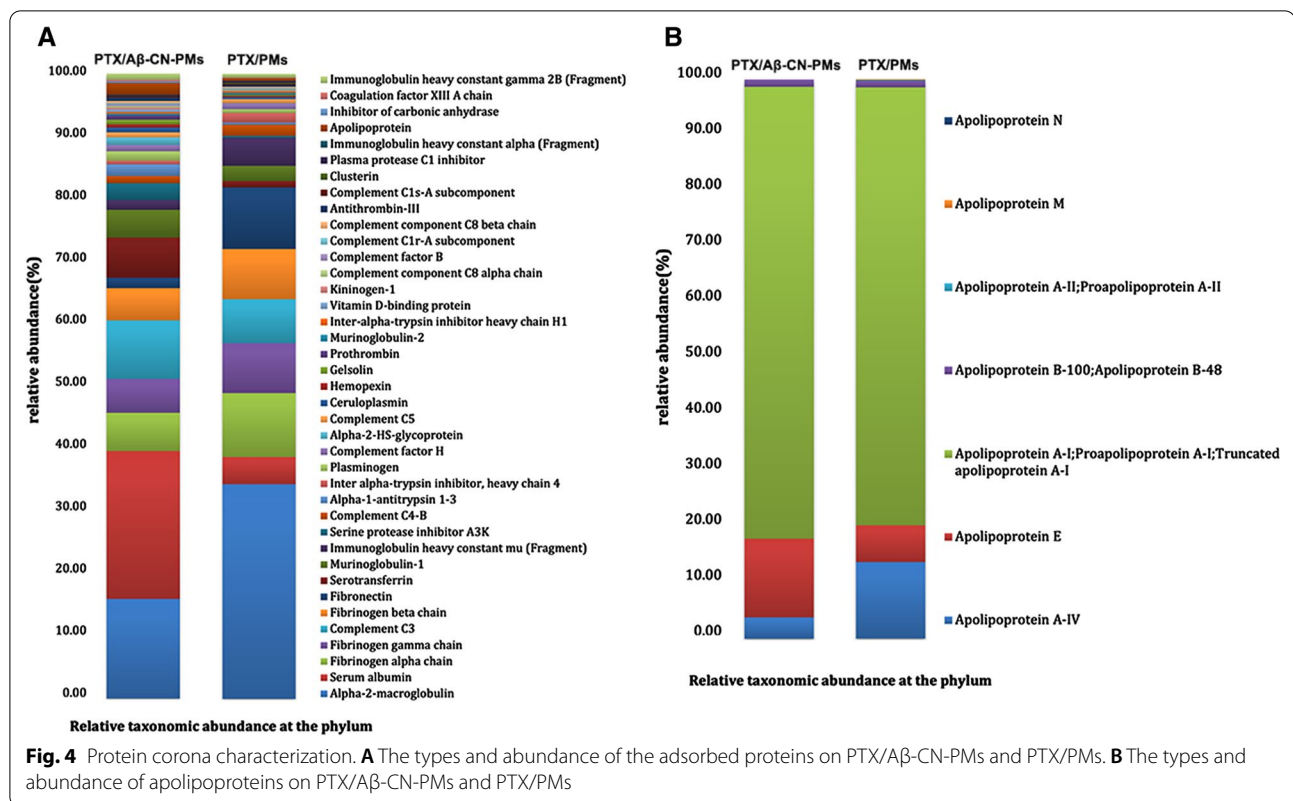 A
PTX/Aβ-CN-PMs PTX/PMs
100.00
90.00
80.00
70.00
60.00
50.00
40.00
30.00
20.00
10.00
0.00
relative abundance(%)
Immunoglobulin heavy constant gamma 2B (Fragment)
Coagulation factor XIII A chain
Inhibitor of carbonic anhydrase
Apolipoprotein
Immunoglobulin heavy constant alpha (Fragment)
Plasma protease C1 inhibitor
Clusterin
Complement C1s-A subcomponent
Antithrombin-III
Complement component C8 beta chain
Complement C1r-A subcomponent
Complement factor B
Complement component C8 alpha chain
Kininogen-1
Vitamin D-binding protein
Inter-alpha-trypsin inhibitor heavy chain H1
Murinoglobulin-2
Prothrombin
Gelsolin
Hemopexin
Ceruloplasmin
Complement C5
Alpha-2-HS-glycoprotein
Complement factor H
Plasminogen
Inter alpha-trypsin inhibitor, heavy chain 4
Alpha-1-antitrypsin 1-3
Complement C4-B
Serine protease inhibitor A3K
Immunoglobulin heavy constant mu (Fragment)
Murinoglobulin-1
Serotransferrin
Fibronectin
Fibrinogen beta chain
Complement C3
Fibrinogen gamma chain
Fibrinogen alpha chain
Serum albumin
Alpha-2-macroglobulin
Relative taxonomic abundance at the phylum
B
PTX/Aβ-CN-PMs PTX/PMs
100.00
90.00
80.00
70.00
60.00
50.00
40.00
30.00
20.00
10.00
0.00
relative abundance(%)
Apolipoprotein N
Apolipoprotein M
Apolipoprotein A-II;Proapolipoprotein A-II
Apolipoprotein B-100;Apolipoprotein B-48
Apolipoprotein A-I;Proapolipoprotein A-I;Truncated
apolipoprotein A-I
Apolipoprotein E
Apolipoprotein A-IV
Relative taxonomic abundance at the phylum
Fig. 4 Protein corona characterization. A The types and abundance of the adsorbed proteins on PTX/Aβ-CN-PMs and PTX/PMs. B The types and
abundance of apolipoproteins on PTX/Aβ-CN-PMs and PTX/PMs